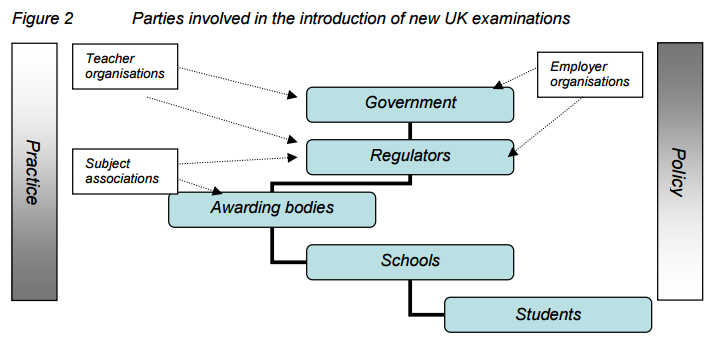 Figure 2 Parties involved in the introduction of new UK examinations
Teacher
organisations
Employer
organisations
Government
Practice
Policy
Regulators
Subject
associations
Awarding bodies
Schools
Students